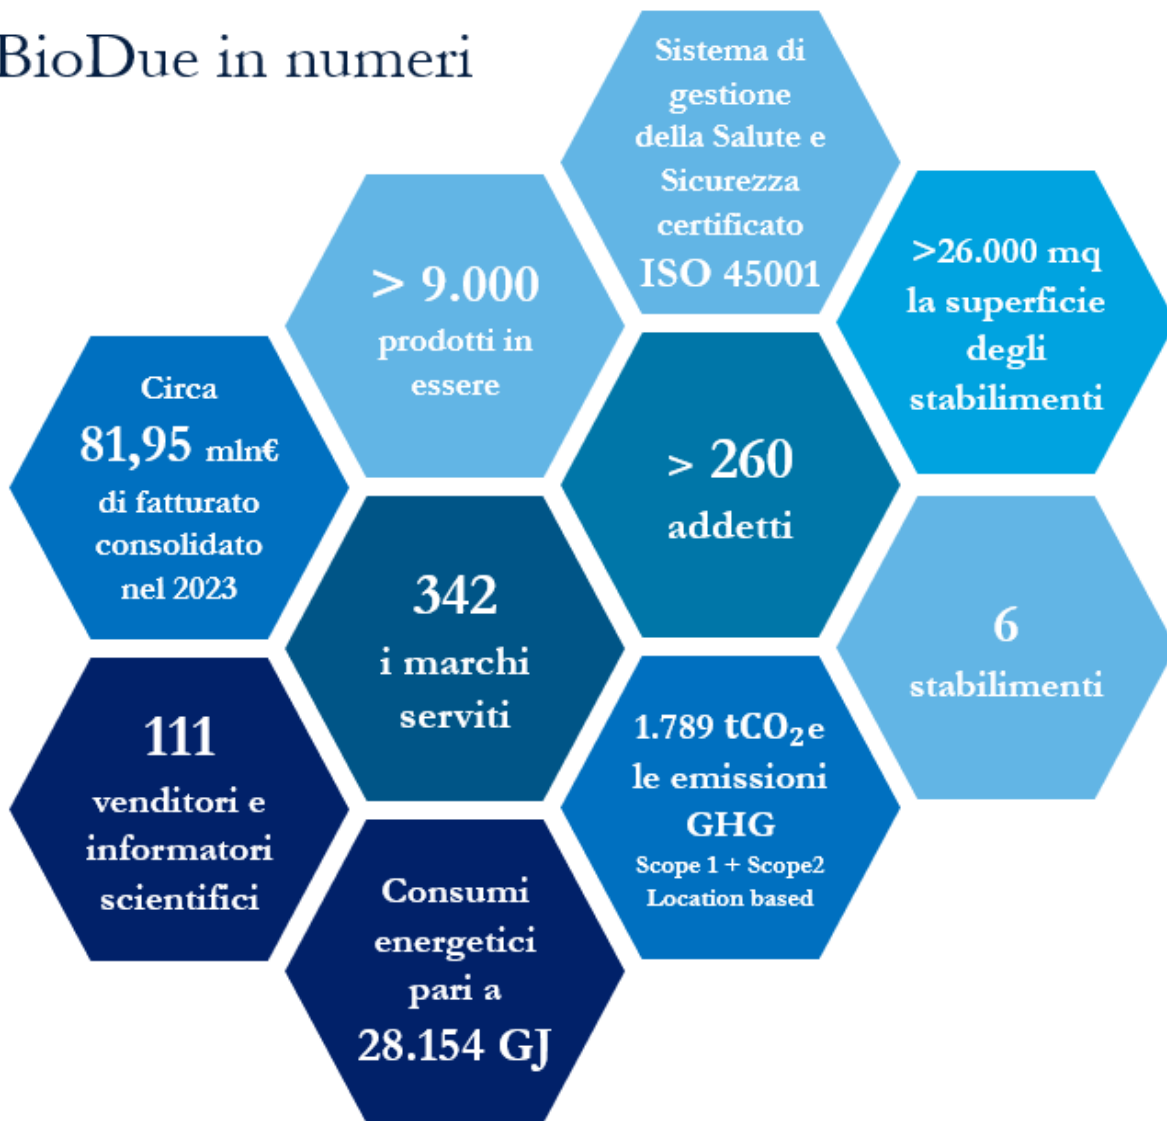 BioDue in numeri
Sistema di
gestione
della Salute e
Sicurezza
certificato
ISO 45001
> 9.000
prodotti in
essere
>26.000 mq
la superficie
degli
stabilimenti
Circa
81,95 mln€
di fatturato
consolidato
nel 2023
> 260
addetti
342
i marchi
serviti
6
stabilimenti
111
venditori e
informatori
scientifici
1.789 tCO₂e
le emissioni
GHG
Scope 1 + Scope2
Location based
Consumi
energetici
pari a
28.154 GJ